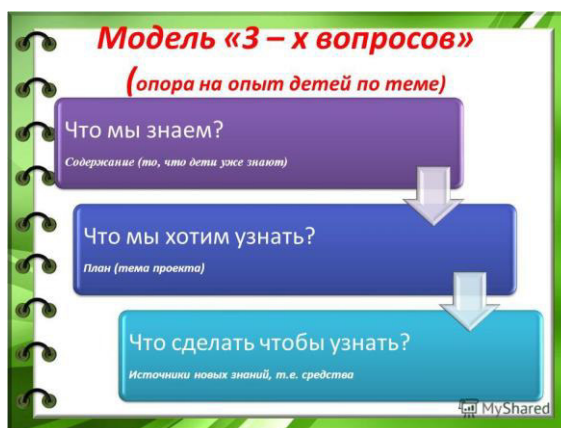 Модель «3 – х вопросов»
(опора на опыт детей по теме)
Что мы знаем?
Содержание (то, что дети уже знают)
Что мы хотим узнать?
План (тема проекта)
Что сделать чтобы узнать?
Источники новых знаний, т.е. средства
MyShared